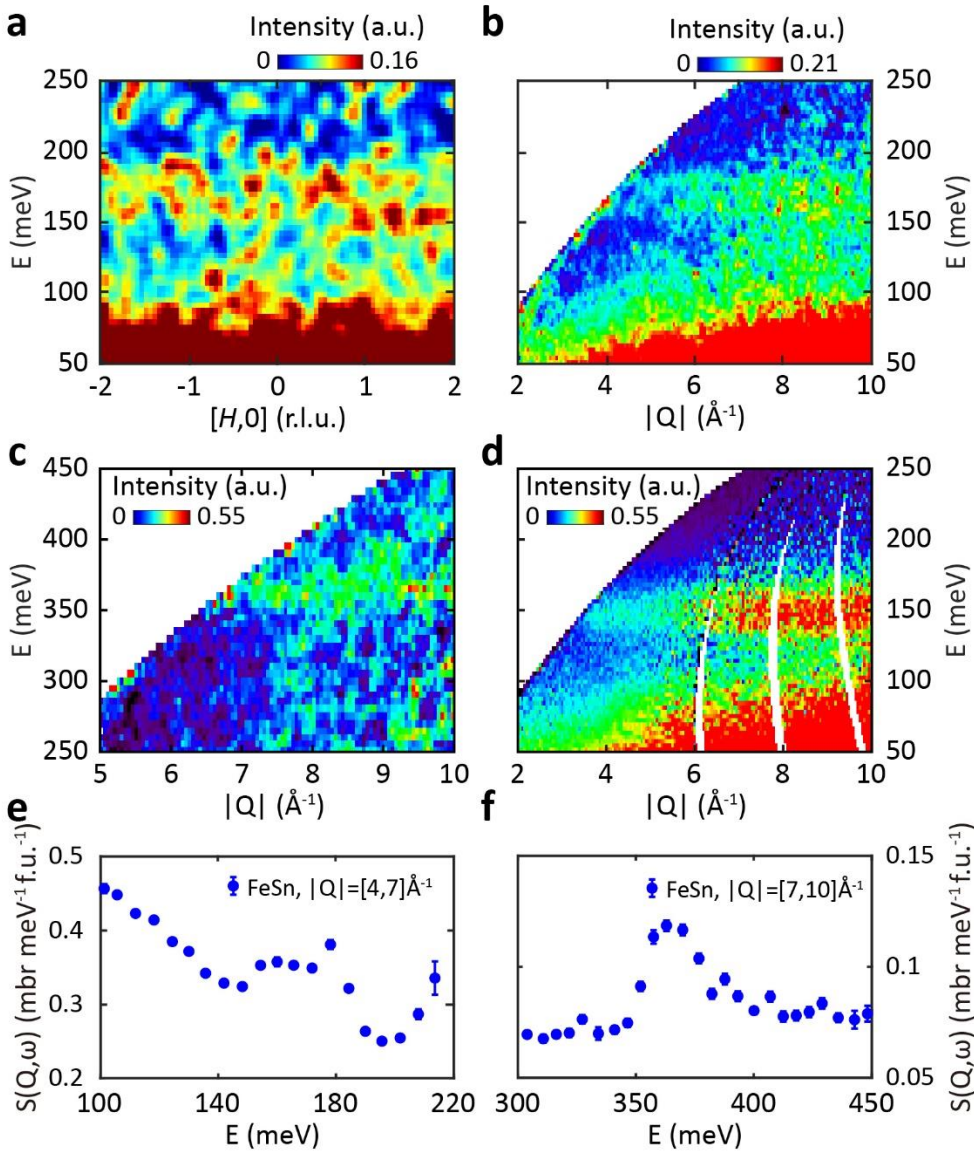 a
Intensity (a.u.)
0 0.16
250
200
150
100
50
E (meV)
-2 -1 0 1 2
[H,0] (r.l.u.)
b
Intensity (a.u.)
0 0.21
250
200
150
100
50
E (meV)
2 4 6 8 10
|Q| (Å⁻¹)
c
Intensity (a.u.)
0 0.55
450
400
350
300
250
E (meV)
5 6 7 8 9 10
|Q| (Å⁻¹)
d
Intensity (a.u.)
0 0.55
250
200
150
100
50
E (meV)
2 4 6 8 10
|Q| (Å⁻¹)
e
FeSn, |Q|=[4,7]Å⁻¹
0.5
0.4
0.3
0.2
S(Q,ω) (mbr meV⁻¹ f.u.⁻¹)
100 140 180 220
E (meV)
f
FeSn, |Q|=[7,10]Å⁻¹
0.15
0.1
0.05
S(Q,ω) (mbr meV⁻¹ f.u.⁻¹)
300 350 400 450
E (meV)